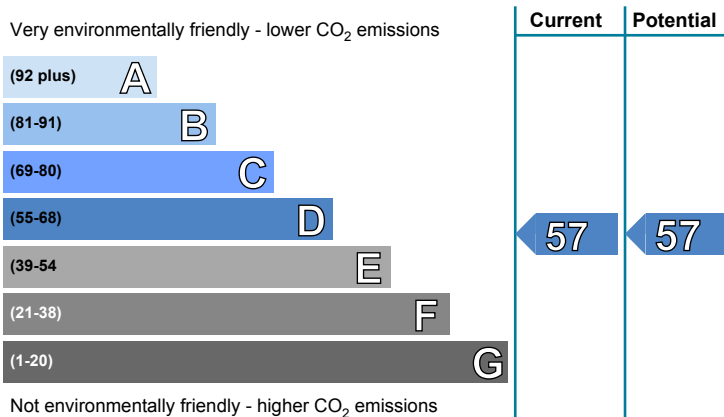 Current Potential
Very environmentally friendly - lower CO2 emissions
(92 plus) A
(81-91) B
(69-80) C
(55-68) D
57 57
(39-54 E
(21-38) F
(1-20) G
Not environmentally friendly - higher CO2 emissions